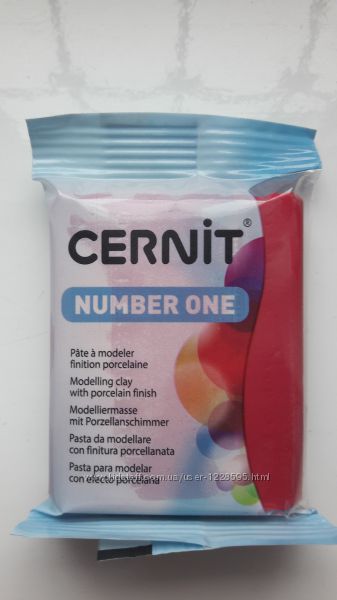 CERNiT®
NUMBER ONE
Pâte à modeler
finition porcelaine
Modelling clay
with porcelain finish
Modelliermasse
mit Porzellanschimmer
Pasta da modellare
con finitura porcellanata
Pasta para modelar
con efecto porcelana